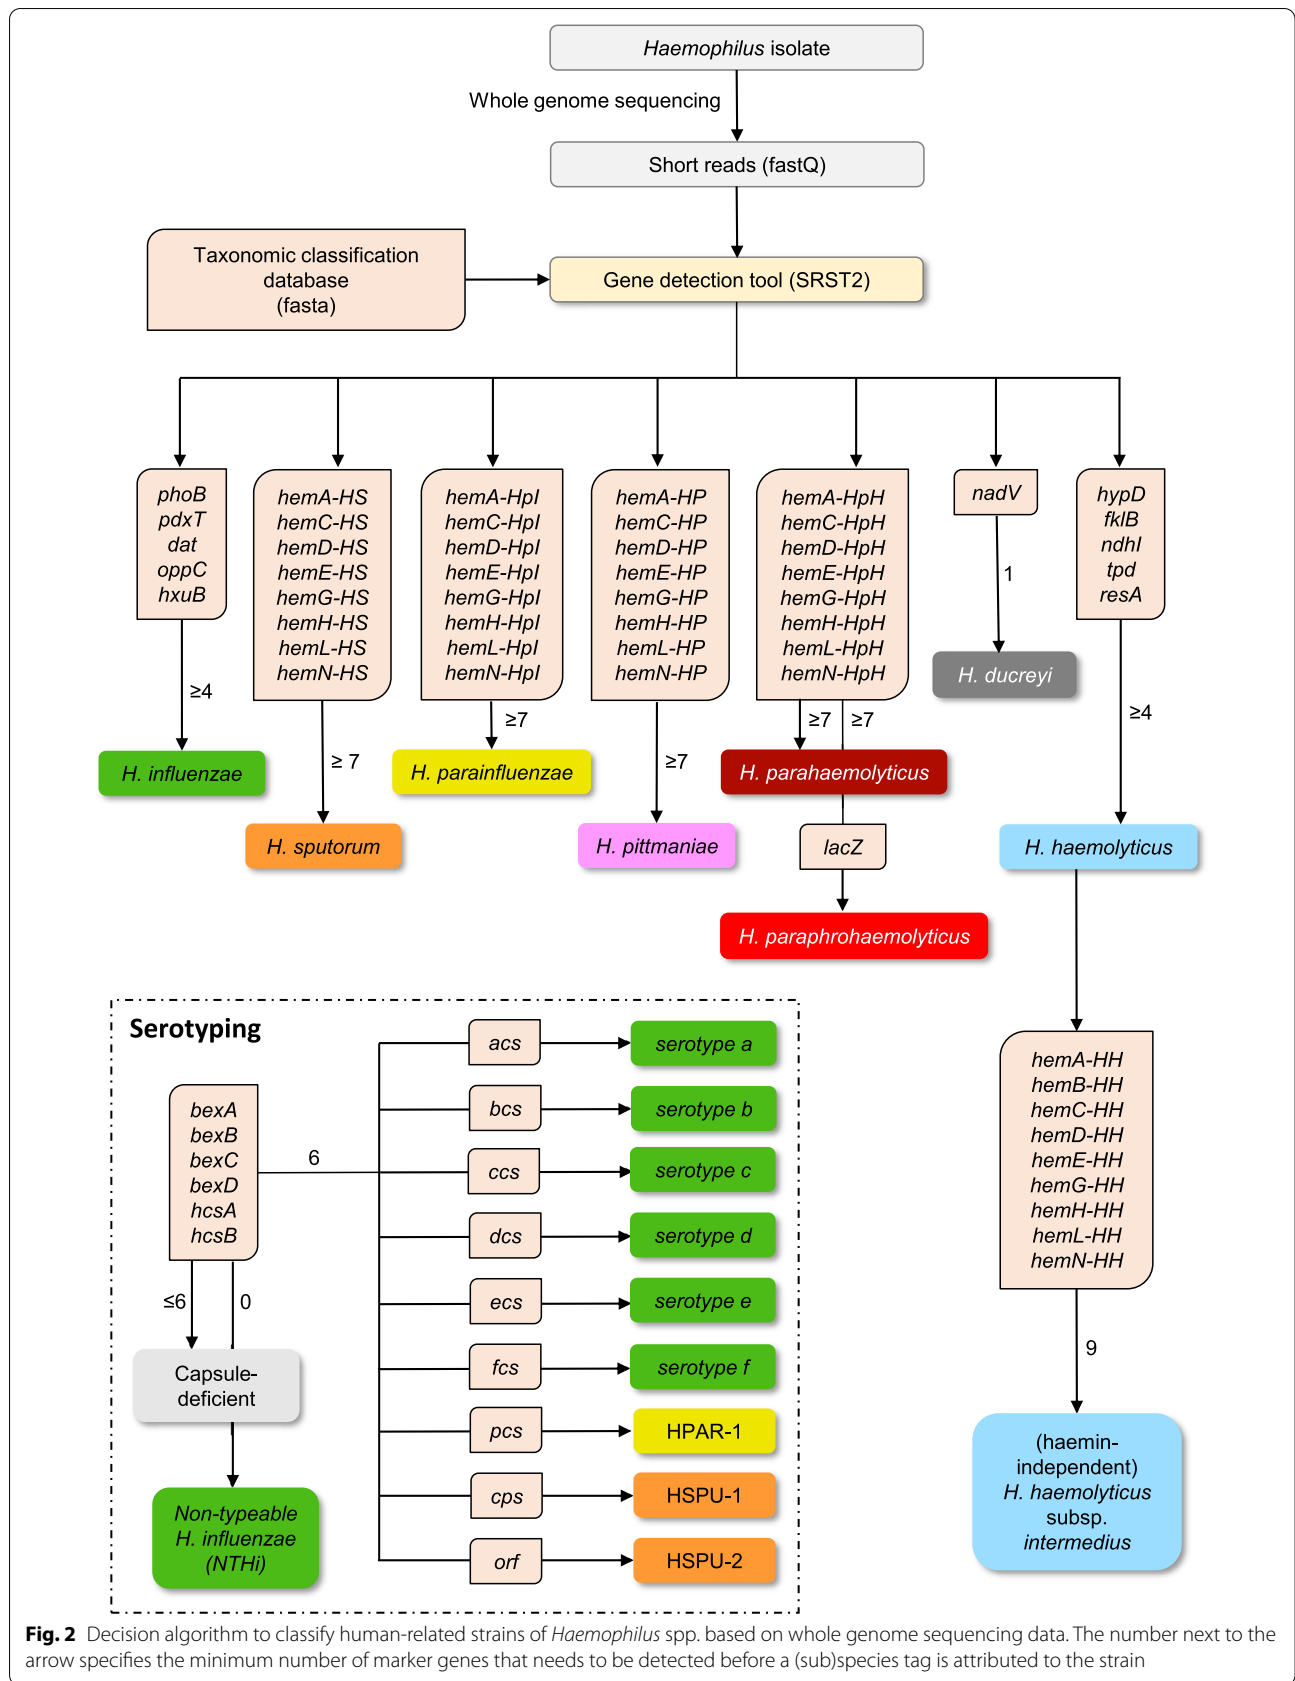 Haemophilus isolate
Whole genome sequencing
Short reads (fastQ)
Taxonomic classification
database
(fasta)
Gene detection tool (SRST2)
phoB
pdxT
dat
oppC
hxuB
≥4
H. influenzae
hemA-HS
hemC-HS
hemD-HS
hemE-HS
hemG-HS
hemH-HS
hemL-HS
hemN-HS
≥ 7
H. sputorum
hemA-HpI
hemC-HpI
hemD-HpI
hemE-HpI
hemG-HpI
hemH-HpI
hemL-HpI
hemN-HpI
≥7
H. parainfluenzae
hemA-HP
hemC-HP
hemD-HP
hemE-HP
hemG-HP
hemH-HP
hemL-HP
hemN-HP
≥7
H. pittmaniae
hemA-HpH
hemC-HpH
hemD-HpH
hemE-HpH
hemG-HpH
hemH-HpH
hemL-HpH
hemN-HpH
≥7
≥7
H. parahaemolyticus
lacZ
H. paraphrohaemolyticus
nadV
1
H. ducreyi
hypD
fklB
ndhI
tpd
resA
≥4
H. haemolyticus
hemA-HH
hemB-HH
hemC-HH
hemD-HH
hemE-HH
hemG-HH
hemH-HH
hemL-HH
hemN-HH
9
(haemin-
independent)
H. haemolyticus
subsp.
intermedius
Serotyping
bexA
bexB
bexC
bexD
hcsA
hcsB
6
≤6
0
Capsule-
deficient
Non-typeable
H. influenzae
(NTHi)
acs
serotype a
bcs
serotype b
ccs
serotype c
dcs
serotype d
ecs
serotype e
fcs
serotype f
pcs
HPAR-1
cps
HSPU-1
orf
HSPU-2
Fig. 2 Decision algorithm to classify human-related strains of Haemophilus spp. based on whole genome sequencing data. The number next to the
arrow specifies the minimum number of marker genes that needs to be detected before a (sub)species tag is attributed to the strain